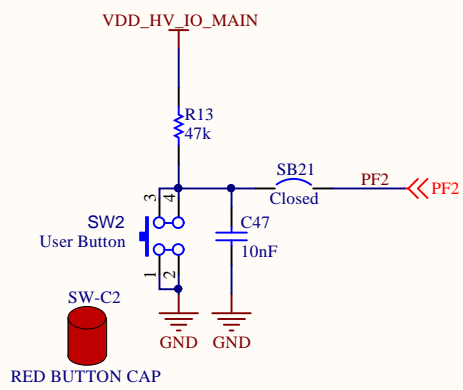 VDD_HV_IO_MAIN
R13
47k
SB21
PF2
PF2
Closed
3
4
SW2
User Button
C47
10nF
1
2
SW-C2
GND
GND
RED BUTTON CAP